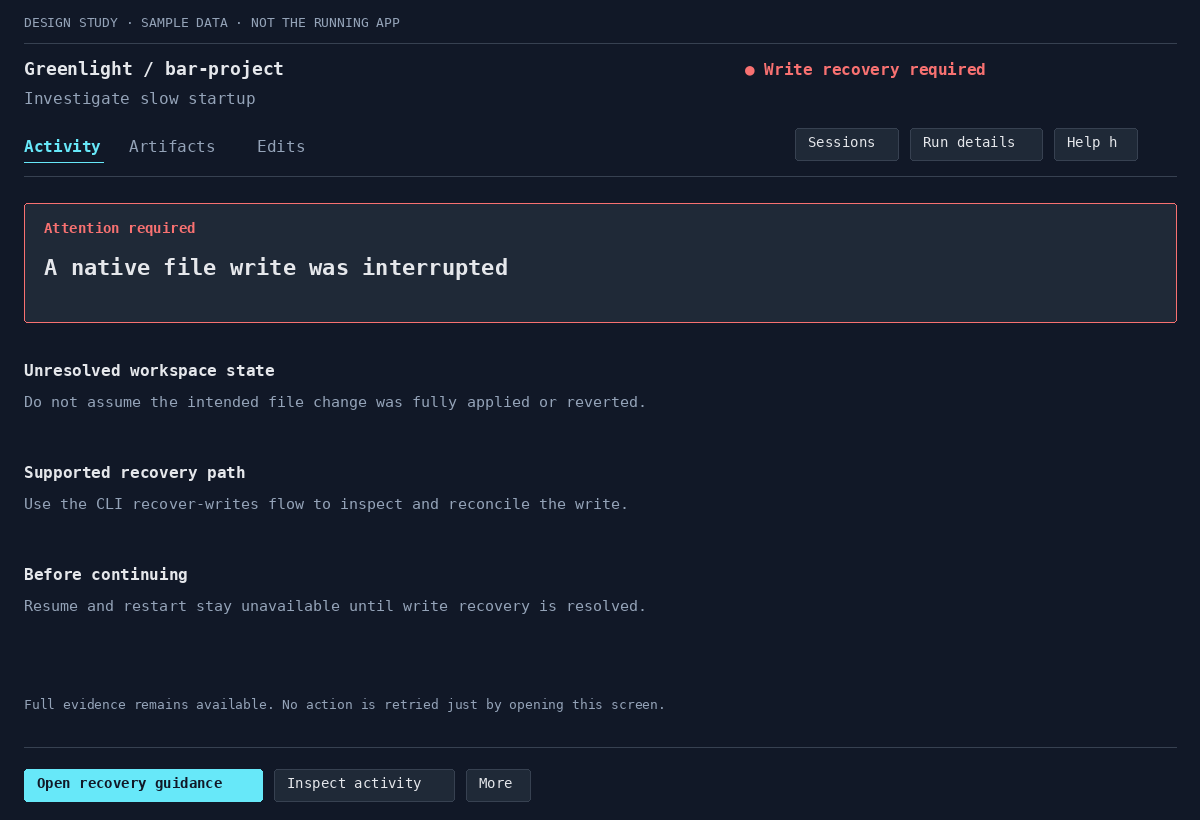 DESIGN STUDY · SAMPLE DATA · NOT THE RUNNING APP
Greenlight / bar-project
● Write recovery required
Investigate slow startup
Activity Artifacts Edits
Sessions Run details Help h
Attention required
A native file write was interrupted
Unresolved workspace state
Do not assume the intended file change was fully applied or reverted.
Supported recovery path
Use the CLI recover-writes flow to inspect and reconcile the write.
Before continuing
Resume and restart stay unavailable until write recovery is resolved.
Full evidence remains available. No action is retried just by opening this screen.
Open recovery guidance Inspect activity More